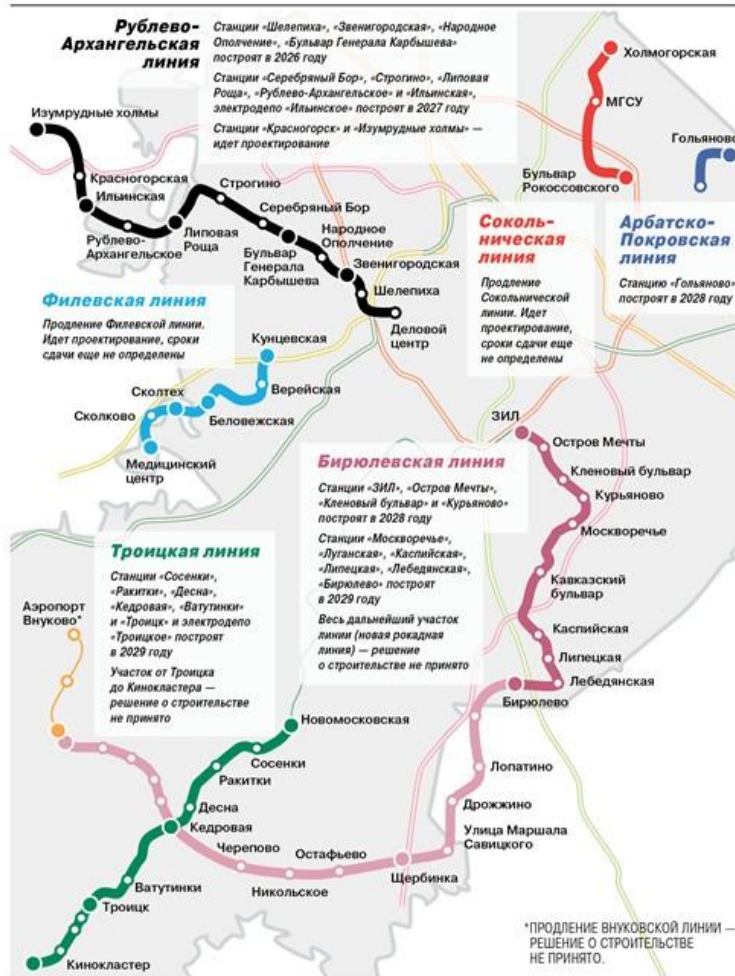 Рублево-
Архангельская
линия
Станции «Шелепиха», «Звенигородская», «Народное
Ополчение», «Бульвар Генерала Карбышева»
построят в 2026 году
Станции «Серебряный Бор», «Строгино», «Липовая
Роща», «Рублево-Архангельское» и «Ильинская»,
электродепо «Ильинское» построят в 2027 году
Станции «Красногорск» и «Изумрудные холмы» —
идет проектирование
Изумрудные холмы
Красногорская
Ильинская
Рублево-
Архангельское
Липовая
Роща
Строгино
Серебряный Бор
Бульвар
Генерала
Карбышева
Народное
Ополчение
Звенигородская
Шелепиха
Деловой
центр
Холмогорская
МГСУ
Бульвар
Рокоссовского
Сокольническая
линия
Продление
Сокольнической
линии. Идет
проектирование,
сроки сдачи еще
не определены
Гольяново
Арбатско-
Покровская
линия
Станцию «Гольяново»
построят в 2028 году
Филевская линия
Продление Филевской линии.
Идет проектирование, сроки
сдачи еще не определены
Кунцевская
Верейская
Беловежская
Сколтех
Сколково
Медицинский
центр
Бирюлевская линия
Станции «ЗИЛ», «Остров Мечты»,
«Кленовый бульвар» и «Курьяново»
построят в 2028 году
Станции «Москворечье»,
«Луганская», «Каспийская»,
«Липецкая», «Лебедянская»,
«Бирюлево» построят
в 2029 году
Весь дальнейший участок
линии (новая рокадная
линия) — решение
о строительстве не принято
ЗИЛ
Остров Мечты
Кленовый бульвар
Курьяново
Москворечье
Кавказский
бульвар
Каспийская
Липецкая
Лебедянская
Бирюлево
Лопатино
Дрожжино
Улица Маршала
Савицкого
Щербинка
Остафьево
Никольское
Черепово
Троицкая линия
Станции «Сосенки»,
«Ракитки», «Десна»,
«Кедровая», «Ватутинки»
и «Троицк» и электродепо
«Троицкое» построят
в 2029 году
Участок от Троицка
до Кинокластера —
решение о строительстве
не принято
Аэропорт
Внуково*
Новомосковская
Сосенки
Ракитки
Десна
Кедровая
Ватутинки
Троицк
Кинокластер
*ПРОДЛЕНИЕ ВНУКОВСКОЙ ЛИНИИ —
РЕШЕНИЕ О СТРОИТЕЛЬСТВЕ
НЕ ПРИНЯТО.